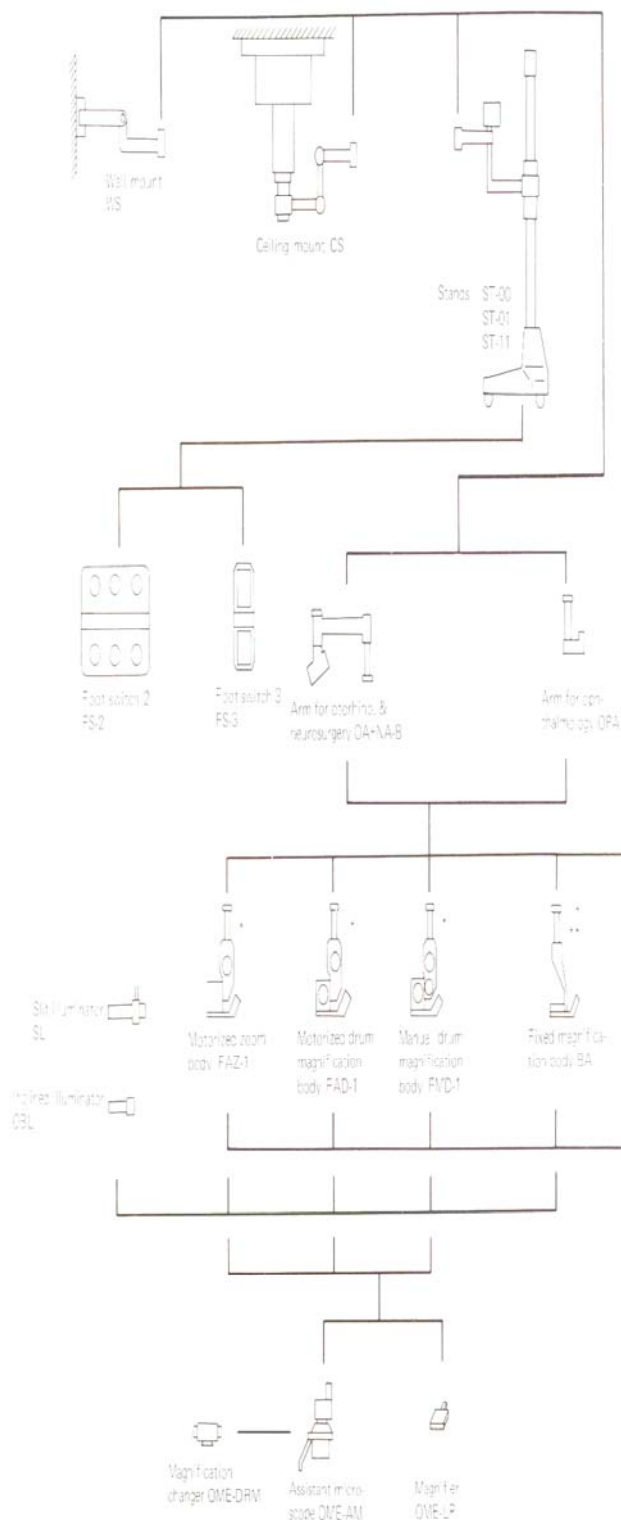 Wall mount
WS
Ceiling mount CS
Stands ST-00
ST-01
ST-11
Foot switch 2
FS-2
Foot switch 3
FS-3
Arm for otorhino. &
neurosurgery OA+NA-B
Arm for oph-
thalmology OPA
Slit illuminator
SL
Motorized zoom
body FAZ-1
Motorized drum
magnification
body FAD-1
Manual drum
magnification
body FMD-1
Fixed magnifica-
tion body BA
Inclined illuminator
OBL
Magnification
changer OME-DRM
Assistant micro-
scope OME-AM
Magnifier
OME-LP